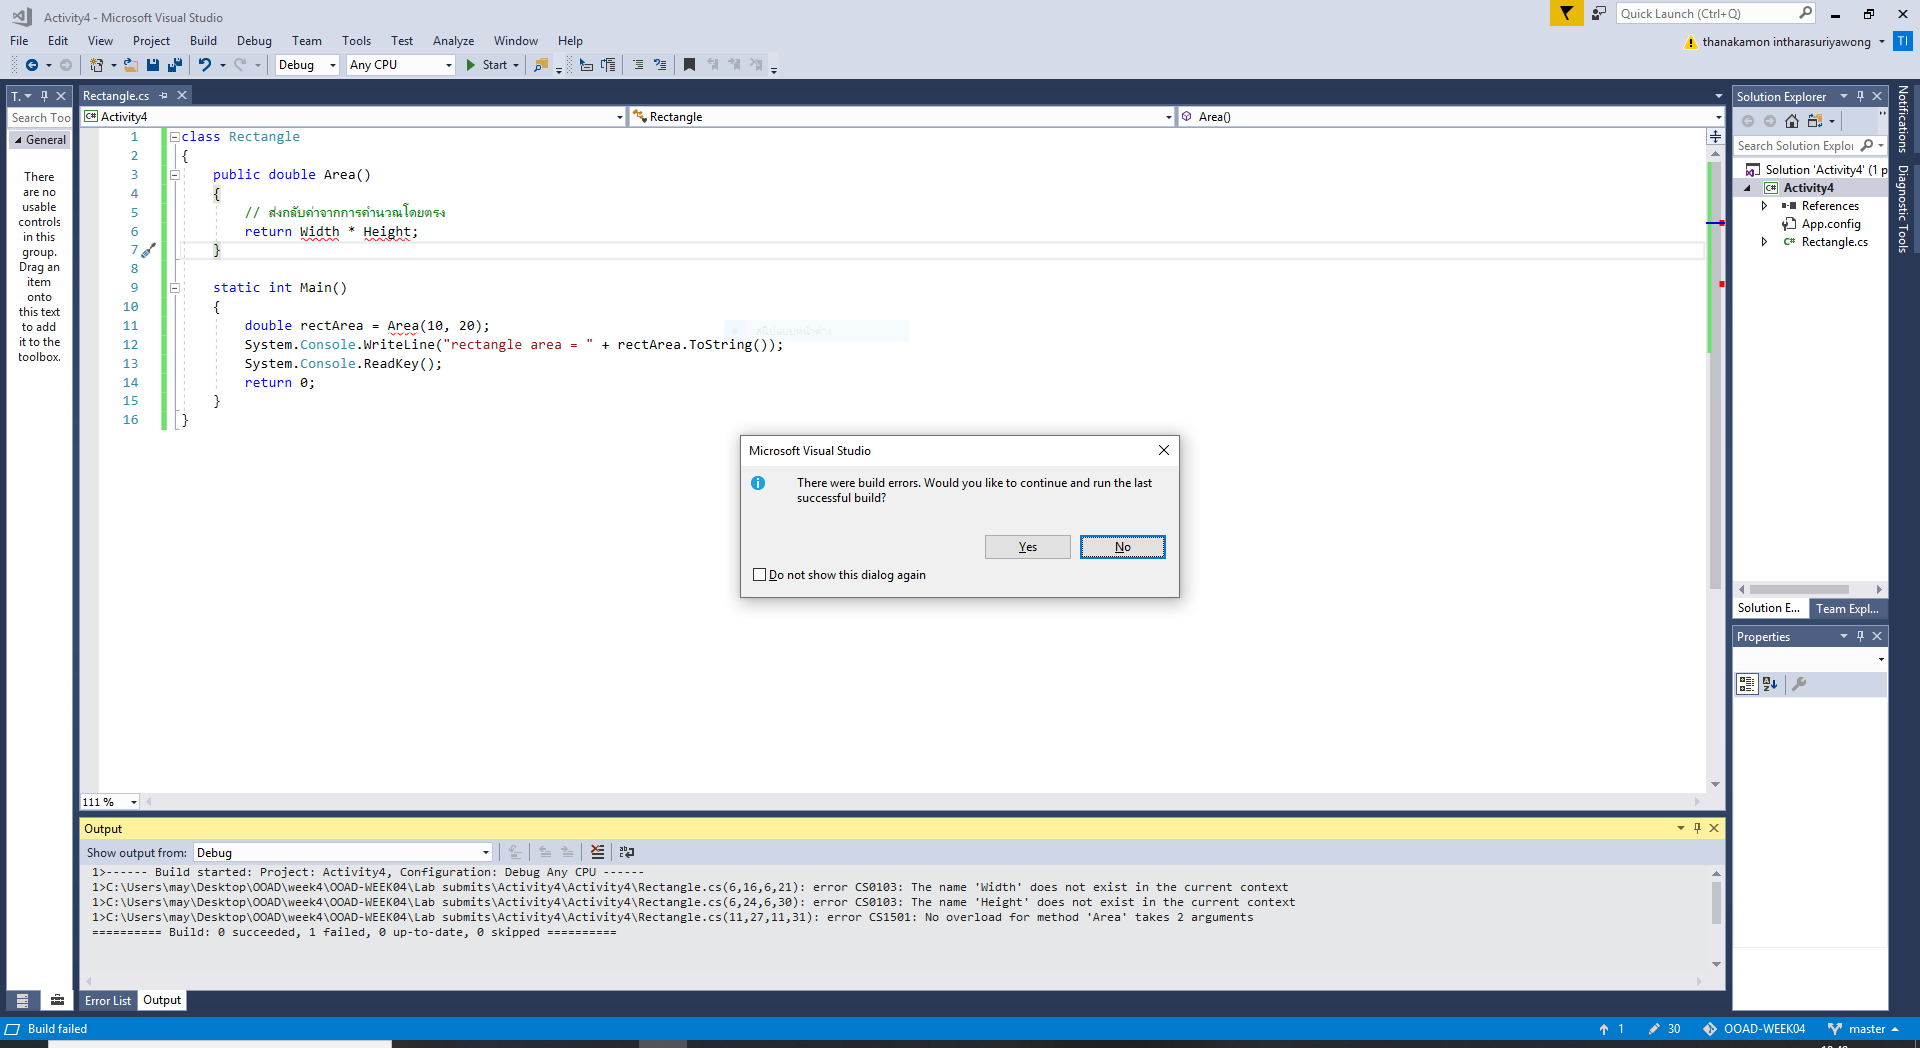 Activity4 - Microsoft Visual Studio
Quick Launch (Ctrl+Q)
File Edit View Project Build Debug Team Tools Test Analyze Window Help
thanakamon intharasuriyawong TI
Debug Any CPU Start
T.
Search Too
General
There
are no
usable
controls
in this
group.
Drag an
item
onto
this text
to add
it to the
toolbox.
Rectangle.cs
Activity4 Rectangle Area()
1 class Rectangle
2 {
3 public double Area()
4 {
5 // ส่งกลับค่าจากการคำนวณโดยตรง
6 return Width * Height;
7 }
8
9 static int Main()
10 {
11 double rectArea = Area(10, 20);
12 System.Console.WriteLine("rectangle area = " + rectArea.ToString());
13 System.Console.ReadKey();
14 return 0;
15 }
16 }
111 %
Microsoft Visual Studio
There were build errors. Would you like to continue and run the last
successful build?
Yes No
Do not show this dialog again
Solution Explorer
Search Solution Explo
Solution 'Activity4' (1 p
Activity4
References
App.config
Rectangle.cs
Solution E... Team Expl...
Properties
Notifications
Diagnostic Tools
Output
Show output from: Debug
1>------ Build started: Project: Activity4, Configuration: Debug Any CPU ------
1>C:\Users\may\Desktop\OOAD\week4\OOAD-WEEK04\Lab submits\Activity4\Activity4\Rectangle.cs(6,16,6,21): error CS0103: The name 'Width' does not exist in the current context
1>C:\Users\may\Desktop\OOAD\week4\OOAD-WEEK04\Lab submits\Activity4\Activity4\Rectangle.cs(6,24,6,30): error CS0103: The name 'Height' does not exist in the current context
1>C:\Users\may\Desktop\OOAD\week4\OOAD-WEEK04\Lab submits\Activity4\Activity4\Rectangle.cs(11,27,11,31): error CS1501: No overload for method 'Area' takes 2 arguments
========== Build: 0 succeeded, 1 failed, 0 up-to-date, 0 skipped ==========
Error List Output
Build failed 1 30 OOAD-WEEK04 master